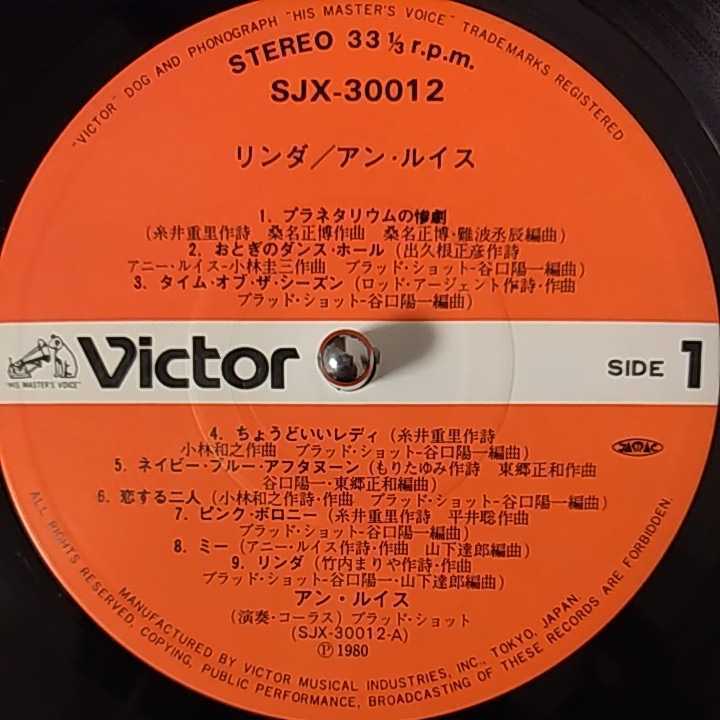 "VICTOR" DOG AND PHONOGRAPH "HIS MASTER'S VOICE" TRADEMARKS REGISTERED
STEREO 33 1/3 r.p.m.
SJX-30012
リンダ/アン・ルイス
1. プラネタリウムの惨劇
(糸井重里作詩 桑名正博作曲 桑名正博・難波丞辰編曲)
2. おとぎのダンス・ホール (出久根正彦作詩
アニー・ルイス-小林圭三作曲 ブラッド・ショット-谷口陽一編曲)
3. タイム・オブ・ザ・シーズン (ロッド・アージェント作詩・作曲
ブラッド・ショット-谷口陽一編曲)
"HIS MASTER'S VOICE"
Victor
SIDE 1
4. ちょうどいいレディ (糸井重里作詩
小林和之作曲 ブラッド・ショット-谷口陽一編曲)
5. ネイビー・ブルー・アフタヌーン (もりたゆみ作詩 東郷正和作曲
谷口陽一・東郷正和編曲)
6. 恋する二人 (小林和之作詩・作曲 ブラッド・ショット-谷口陽一編曲)
7. ピンク・ポロニー (糸井重里作詩 平井聡作曲
ブラッド・ショット-谷口陽一編曲)
8. ミー (アニー・ルイス作詩・作曲 山下達郎編曲)
9. リンダ (竹内まりや作詩・作曲
ブラッド・ショット-谷口陽一・山下達郎編曲)
アン・ルイス
(演奏・コーラス) ブラッド・ショット
(SJX-30012-A)
Ⓟ 1980
ALL RIGHTS RESERVED, COPYING, PUBLIC PERFORMANCE, BROADCASTING OF THESE RECORDS ARE FORBIDDEN.
MANUFACTURED BY VICTOR MUSICAL INDUSTRIES, INC., TOKYO, JAPAN.